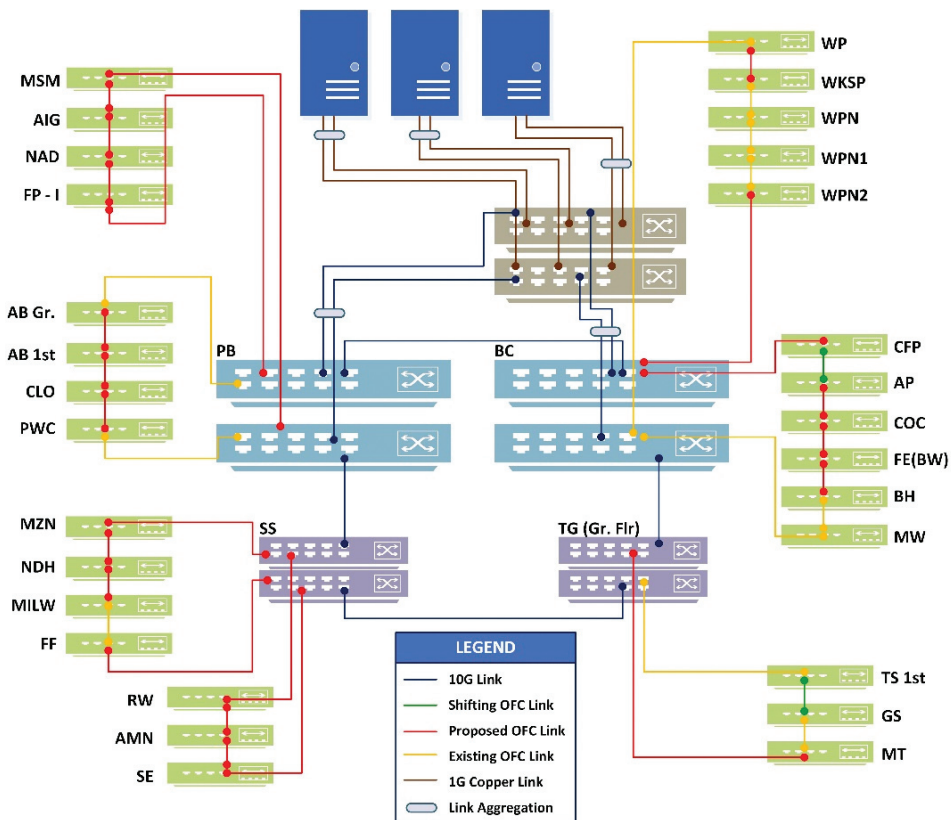 MSM
AIG
NAD
FP - I
WP
WKSP
WPN
WPN1
WPN2
AB Gr.
AB 1st
CLO
PWC
PB
BC
CFP
AP
COC
FE(BW)
BH
MW
MZN
NDH
MILW
FF
SS
TG (Gr. Flr)
RW
AMN
SE
TS 1st
GS
MT
LEGEND
10G Link
Shifting OFC Link
Proposed OFC Link
Existing OFC Link
1G Copper Link
Link Aggregation